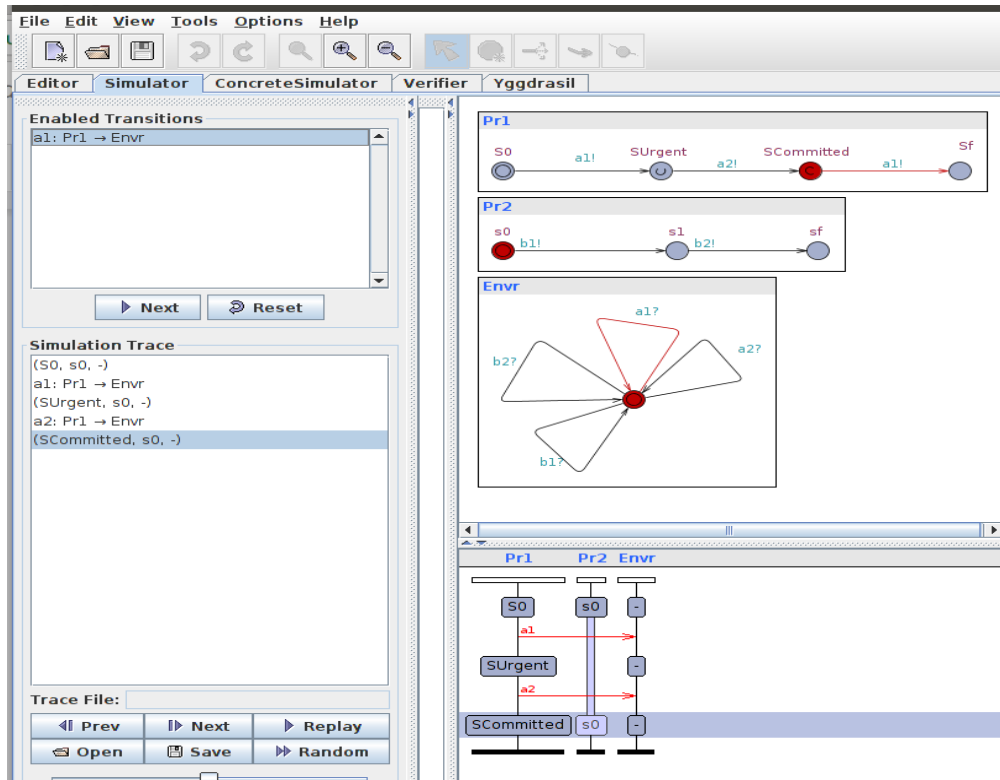 File Edit View Tools Options Help
Editor Simulator ConcreteSimulator Verifier Yggdrasil
Enabled Transitions
a1: Pr1 → Envr
Next Reset
Simulation Trace
(S0, s0, -)
a1: Pr1 → Envr
(SUrgent, s0, -)
a2: Pr1 → Envr
(SCommitted, s0, -)
Trace File:
Prev Next Replay
Open Save Random
Pr1
S0 SUrgent SCommitted Sf
a1! a2! a1!
U C
Pr2
s0 s1 sf
b1! b2!
Envr
a1?
b2? a2?
b1?
Pr1 Pr2 Envr
S0 s0 -
a1
SUrgent -
a2
SCommitted s0 -